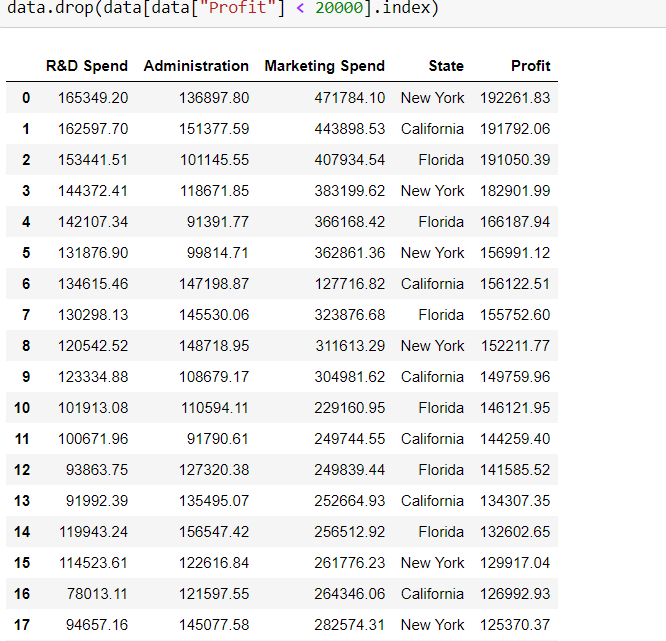 data.drop(data[data["Profit"] < 20000].index)
R&D Spend Administration Marketing Spend State Profit
0 165349.20 136897.80 471784.10 New York 192261.83
1 162597.70 151377.59 443898.53 California 191792.06
2 153441.51 101145.55 407934.54 Florida 191050.39
3 144372.41 118671.85 383199.62 New York 182901.99
4 142107.34 91391.77 366168.42 Florida 166187.94
5 131876.90 99814.71 362861.36 New York 156991.12
6 134615.46 147198.87 127716.82 California 156122.51
7 130298.13 145530.06 323876.68 Florida 155752.60
8 120542.52 148718.95 311613.29 New York 152211.77
9 123334.88 108679.17 304981.62 California 149759.96
10 101913.08 110594.11 229160.95 Florida 146121.95
11 100671.96 91790.61 249744.55 California 144259.40
12 93863.75 127320.38 249839.44 Florida 141585.52
13 91992.39 135495.07 252664.93 California 134307.35
14 119943.24 156547.42 256512.92 Florida 132602.65
15 114523.61 122616.84 261776.23 New York 129917.04
16 78013.11 121597.55 264346.06 California 126992.93
17 94657.16 145077.58 282574.31 New York 125370.37